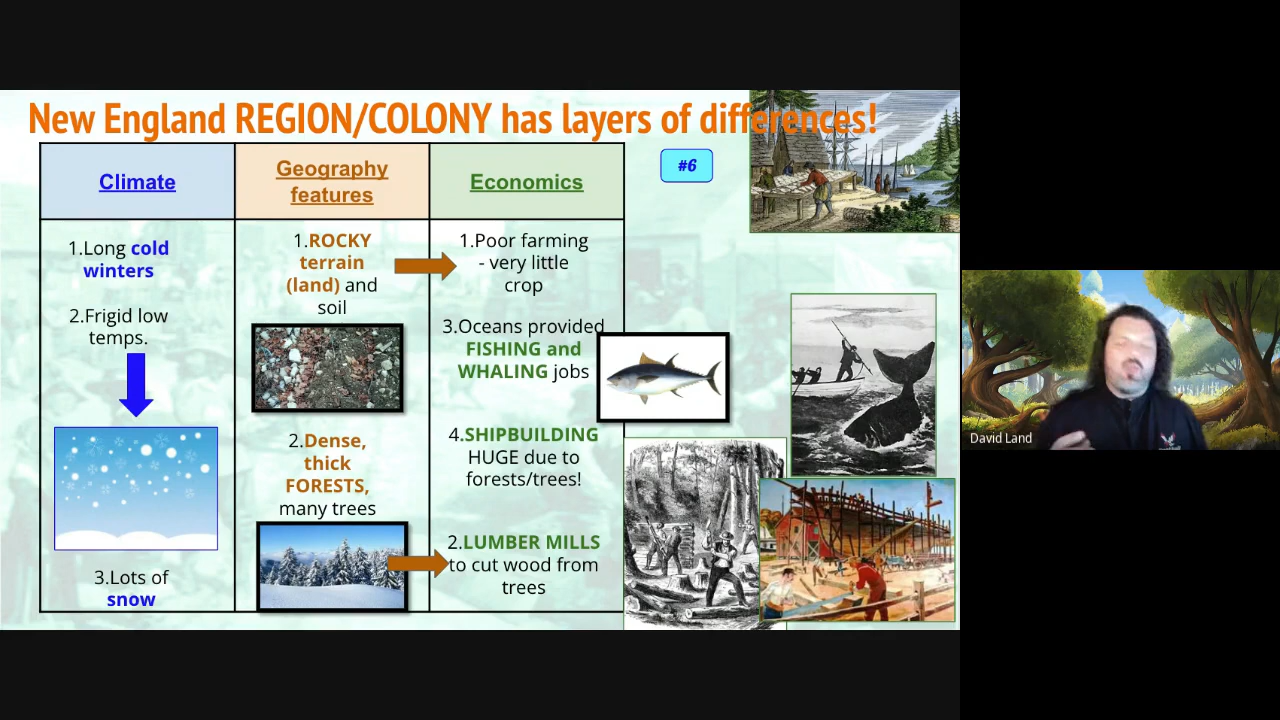 New England REGION/COLONY has layers of differences!
#6
Climate
Geography
features
Economics
1.Long cold
winters
2.Frigid low
temps.
3.Lots of
snow
1.ROCKY
terrain
(land) and
soil
2.Dense,
thick
FORESTS,
many trees
1.Poor farming
- very little
crop
3.Oceans provided
FISHING and
WHALING jobs
4.SHIPBUILDING
HUGE due to
forests/trees!
2.LUMBER MILLS
to cut wood from
trees
David Land